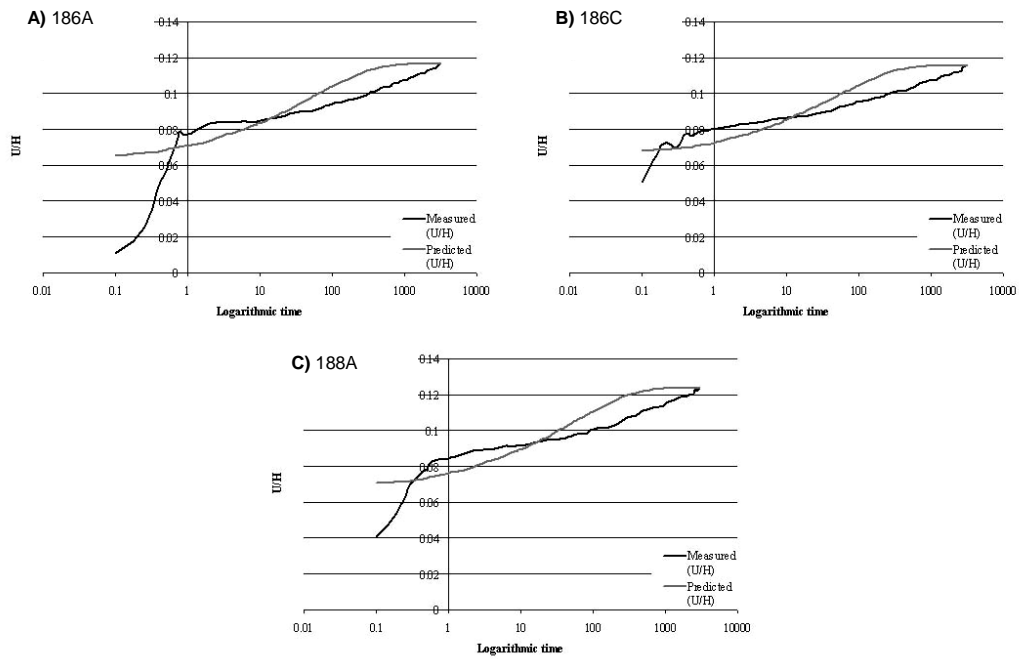 A) 186A
0.14
0.12
0.1
0.08
0.06
0.04
0.02
0
U/H
Measured
(U/H)
Predicted
(U/H)
0.01 0.1 1 10 100 1000 10000
Logarithmic time
B) 186C
0.14
0.12
0.1
0.08
0.06
0.04
0.02
0
U/H
Measured
(U/H)
Predicted
(U/H)
0.01 0.1 1 10 100 1000 10000
Logarithmic time
C) 188A
0.14
0.12
0.1
0.08
0.06
0.04
0.02
0
U/H
Measured
(U/H)
Predicted
(U/H)
0.01 0.1 1 10 100 1000 10000
Logarithmic time